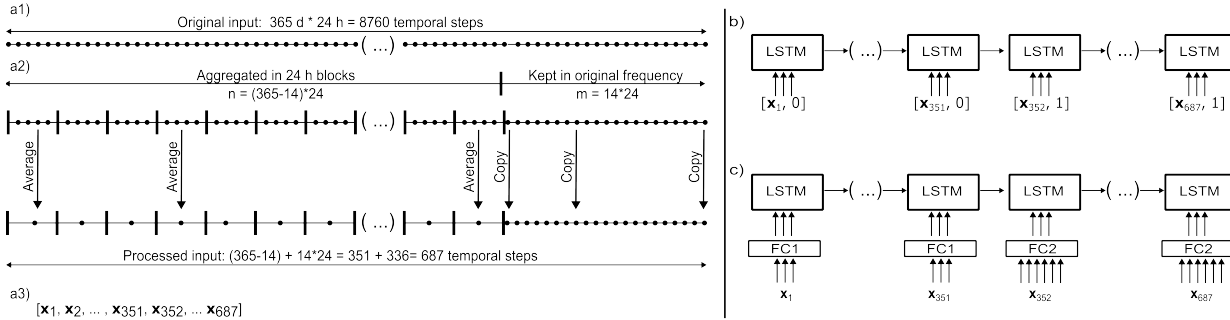 a1)
Original input: 365 d * 24 h = 8760 temporal steps
( ... )
a2)
Aggregated in 24 h blocks
Kept in original frequency
n = (365-14)*24
m = 14*24
( ... )
Average
Average
Average
Copy
Copy
Copy
( ... )
Processed input: (365-14) + 14*24 = 351 + 336= 687 temporal steps
a3)
[x1, x2, ... , x351, x352, ... x687]
b)
LSTM ( ... ) LSTM LSTM ( ... ) LSTM
[x1, 0] [x351, 0] [x352, 1] [x687, 1]
c)
LSTM ( ... ) LSTM LSTM ( ... ) LSTM
FC1 FC1 FC2 FC2
x1 x351 x352 x687